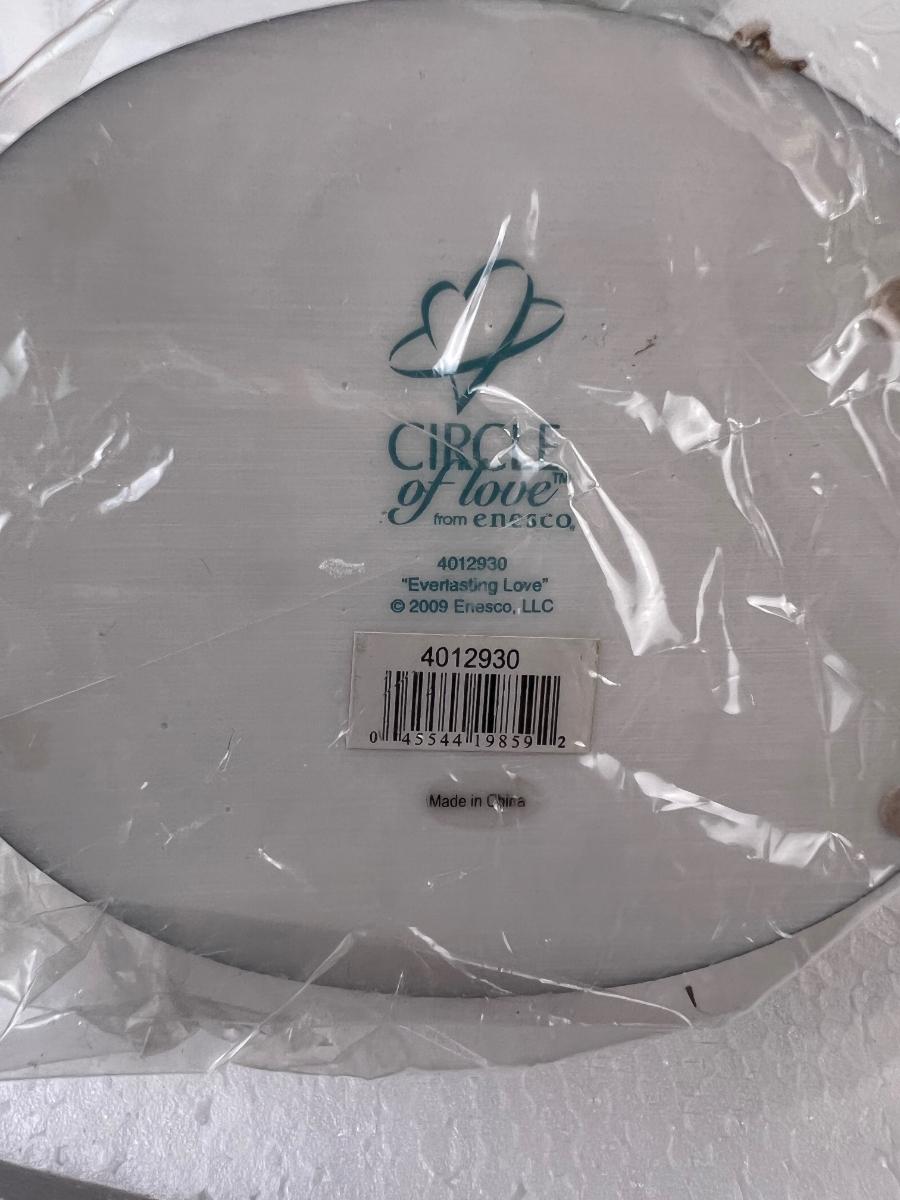 CIRCLE
of love™
from enesco®
4012930
"Everlasting Love"
© 2009 Enesco, LLC
4012930
0 45544 19859 2
Made in China